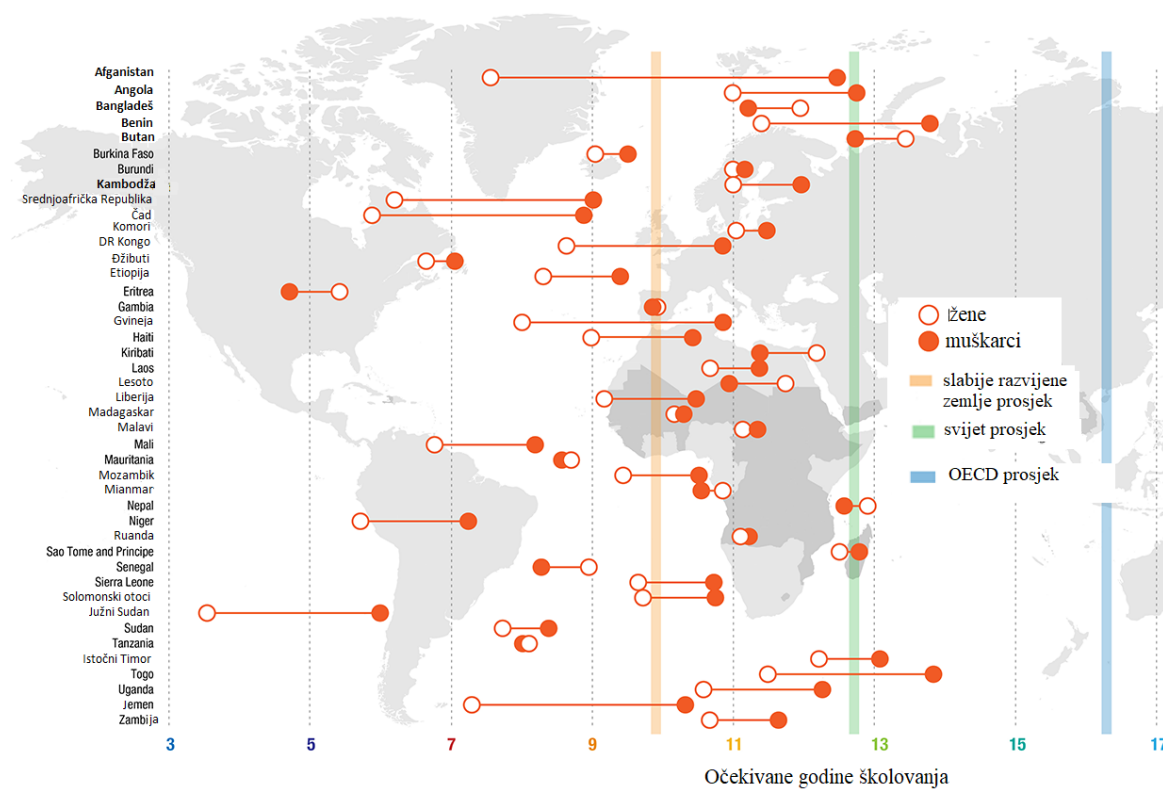 Afganistan
Angola
Bangladeš
Benin
Butan
Burkina Faso
Burundi
Kambodža
Srednjoafrička Republika
Čad
Komori
DR Kongo
Džibuti
Etiopija
Eritrea
Gambia
Gvineja
Haiti
Kiribati
Laos
Lesoto
Liberija
Madagaskar
Malavi
Mali
Mauritania
Mozambik
Mianmar
Nepal
Niger
Ruanda
Sao Tome and Principe
Senegal
Sierra Leone
Solomonski otoci
Južni Sudan
Sudan
Tanzania
Istočni Timor
Togo
Uganda
Jemen
Zambija
žene
muškarci
slabije razvijene
zemlje prosjek
svijet prosjek
OECD prosjek
3 5 7 9 11 13 15 17
Očekivane godine školovanja